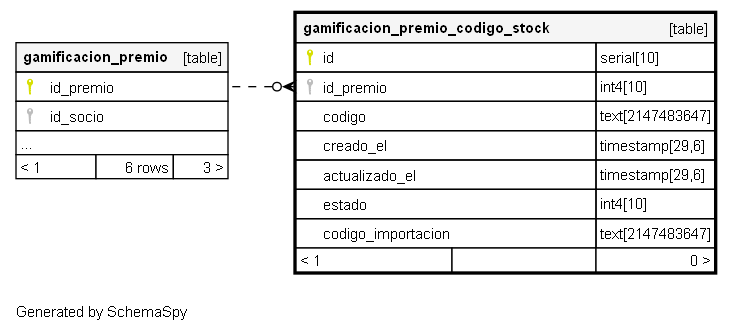 gamificacion_premio [table]
id_premio
id_socio
...
< 1 6 rows 3 >
gamificacion_premio_codigo_stock [table]
id serial[10]
id_premio int4[10]
codigo text[2147483647]
creado_el timestamp[29,6]
actualizado_el timestamp[29,6]
estado int4[10]
codigo_importacion text[2147483647]
< 1 0 >
Generated by SchemaSpy